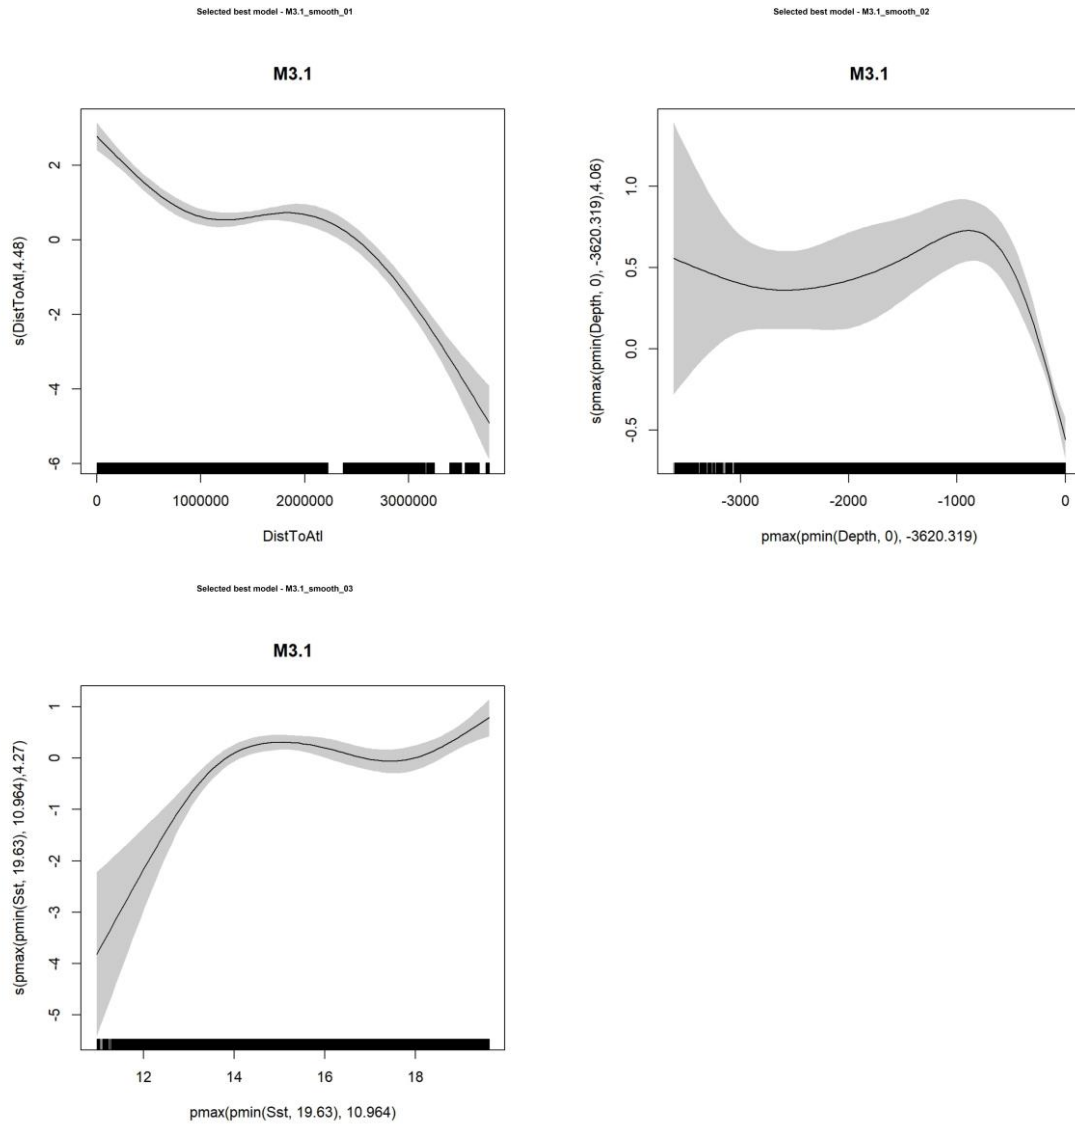 Selected best model - M3.1_smooth_01
M3.1
s(DistToAtl,4.48)
2
0
-2
-4
-6
0 1000000 2000000 3000000
DistToAtl
Selected best model - M3.1_smooth_02
M3.1
s(pmax(pmin(Depth, 0), -3620.319),4.06)
1.0
0.5
0.0
-0.5
-3000 -2000 -1000 0
pmax(pmin(Depth, 0), -3620.319)
Selected best model - M3.1_smooth_03
M3.1
s(pmax(pmin(Sst, 19.63), 10.964),4.27)
1
0
-1
-2
-3
-4
-5
12 14 16 18
pmax(pmin(Sst, 19.63), 10.964)